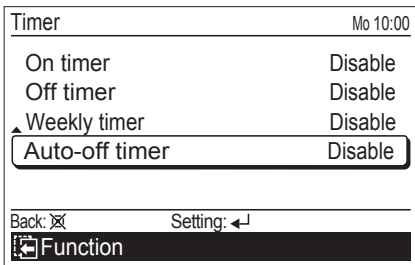 Timer Mo 10:00
On timer Disable
Off timer Disable
Weekly timer Disable
Auto-off timer Disable
Back: Setting:
Function